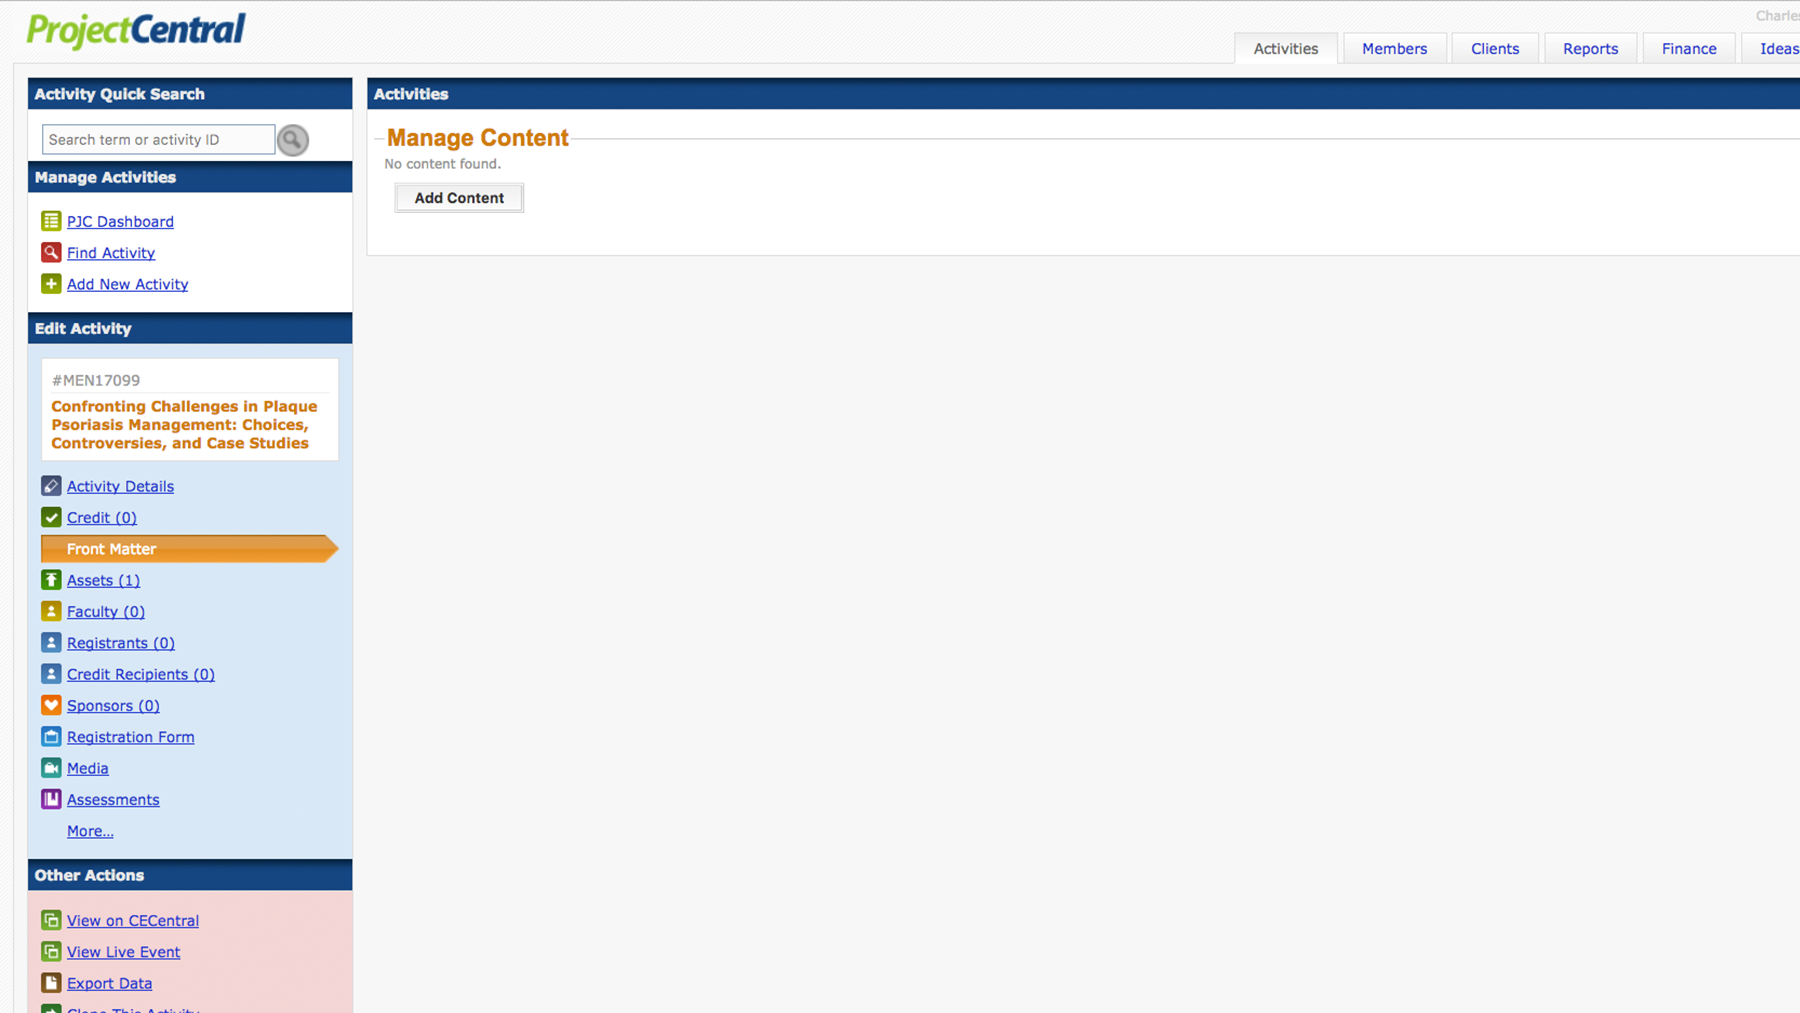 ProjectCentral
Charles
Activities
Members
Clients
Reports
Finance
Ideas
Activity Quick Search
Search term or activity ID
Manage Activities
PJC Dashboard
Find Activity
Add New Activity
Edit Activity
#MEN17099
Confronting Challenges in Plaque
Psoriasis Management: Choices,
Controversies, and Case Studies
Activity Details
Credit (0)
Front Matter
Assets (1)
Faculty (0)
Registrants (0)
Credit Recipients (0)
Sponsors (0)
Registration Form
Media
Assessments
More...
Other Actions
View on CECentral
View Live Event
Export Data
Clone This Activity
Activities
Manage Content
No content found.
Add Content